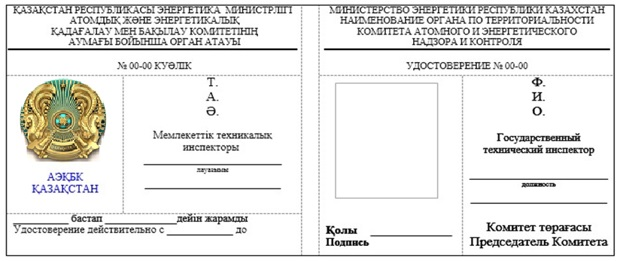 ҚАЗАҚСТАН РЕСПУБЛИКАСЫ ЭНЕРГЕТИКА МИНИСТРЛІГІ
АТОМДЫҚ ЖӘНЕ ЭНЕРГЕТИКАЛЫҚ
ҚАДАҒАЛАУ МЕН БАҚЫЛАУ КОМИТЕТІНІҢ
АУМАҒЫ БОЙЫНША ОРГАН АТАУЫ
№ 00-00 КУӘЛІК
Т.
А.
Ә.
Мемлекеттік техникалық
инспекторы
лауазымы
АЭҚБК
ҚАЗАҚСТАН
бастап дейін жарамды
Удостоверение действительно с до
МИНИСТЕРСТВО ЭНЕРГЕТИКИ РЕСПУБЛИКИ КАЗАХСТАН
НАИМЕНОВАНИЕ ОРГАНА ПО ТЕРРИТОРИАЛЬНОСТИ
КОМИТЕТА АТОМНОГО И ЭНЕРГЕТИЧЕСКОГО
НАДЗОРА И КОНТРОЛЯ
УДОСТОВЕРЕНИЕ № 00-00
Ф.
И.
О.
Государственный
технический инспектор
должность
Қолы
Подпись
Комитет төрағасы
Председатель Комитета